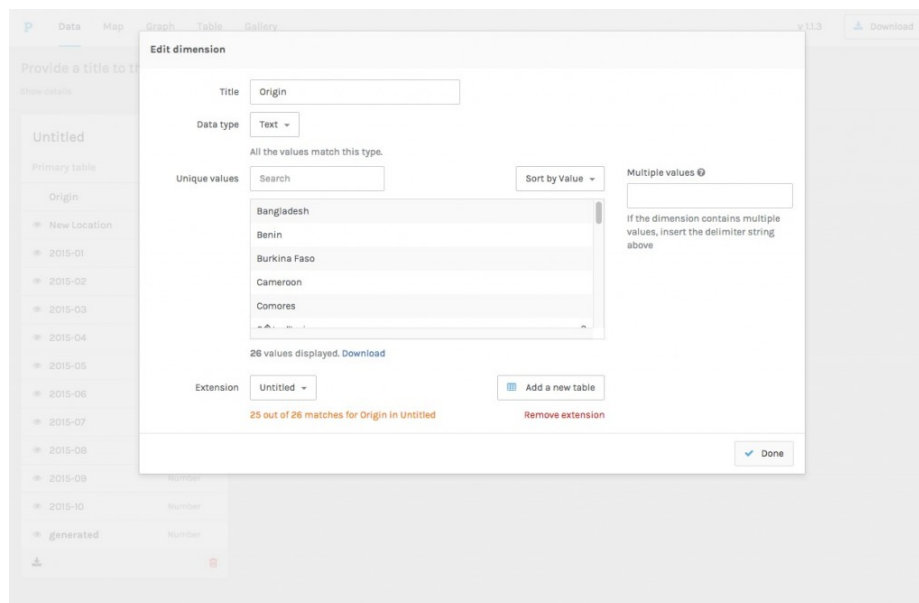 P Data Map Graph Table Gallery v 1.1.3 Download
Provide a title to th
Show details
Edit dimension
Title Origin
Data type Text
All the values match this type.
Unique values Search Sort by Value
Bangladesh
Benin
Burkina Faso
Cameroon
Comores
26 values displayed. Download
Multiple values
If the dimension contains multiple
values, insert the delimiter string
above
Extension Untitled Add a new table
25 out of 26 matches for Origin in Untitled Remove extension
Done
Untitled
Primary table
Origin
New Location
2015-01
2015-02
2015-03
2015-04
2015-05
2015-06
2015-07
2015-08
2015-09 Number
2015-10 Number
generated Number